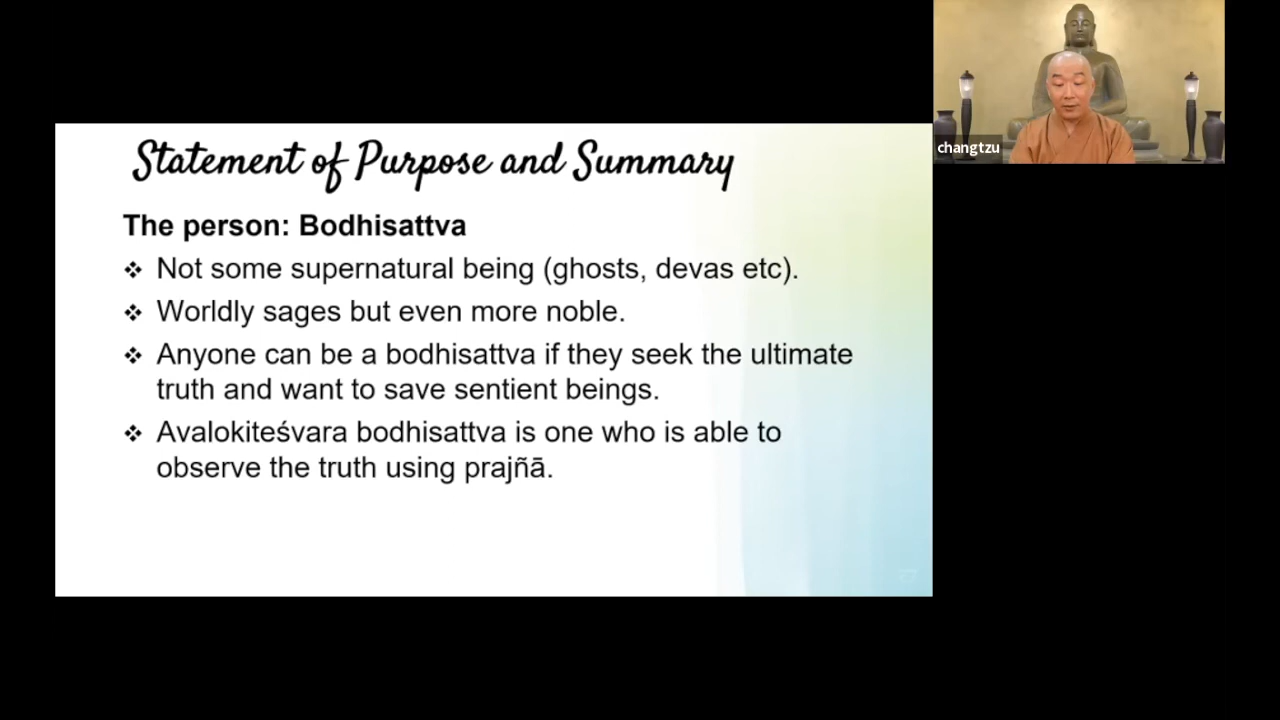 Statement of Purpose and Summary
The person: Bodhisattva
❖ Not some supernatural being (ghosts, devas etc).
❖ Worldly sages but even more noble.
❖ Anyone can be a bodhisattva if they seek the ultimate
truth and want to save sentient beings.
❖ Avalokiteśvara bodhisattva is one who is able to
observe the truth using prajñā.
changtzu